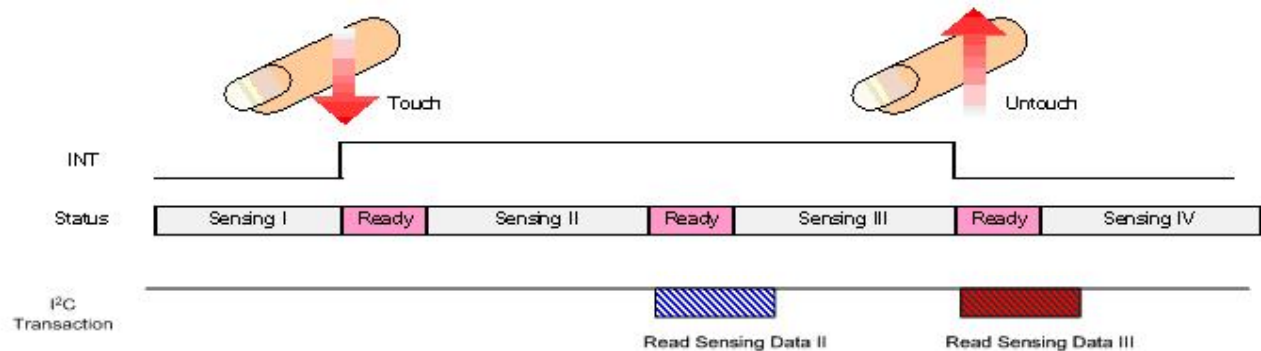 Touch
Untouch
INT
Status
Sensing I
Ready
Sensing II
Ready
Sensing III
Ready
Sensing IV
I²C
Transaction
Read Sensing Data II
Read Sensing Data III